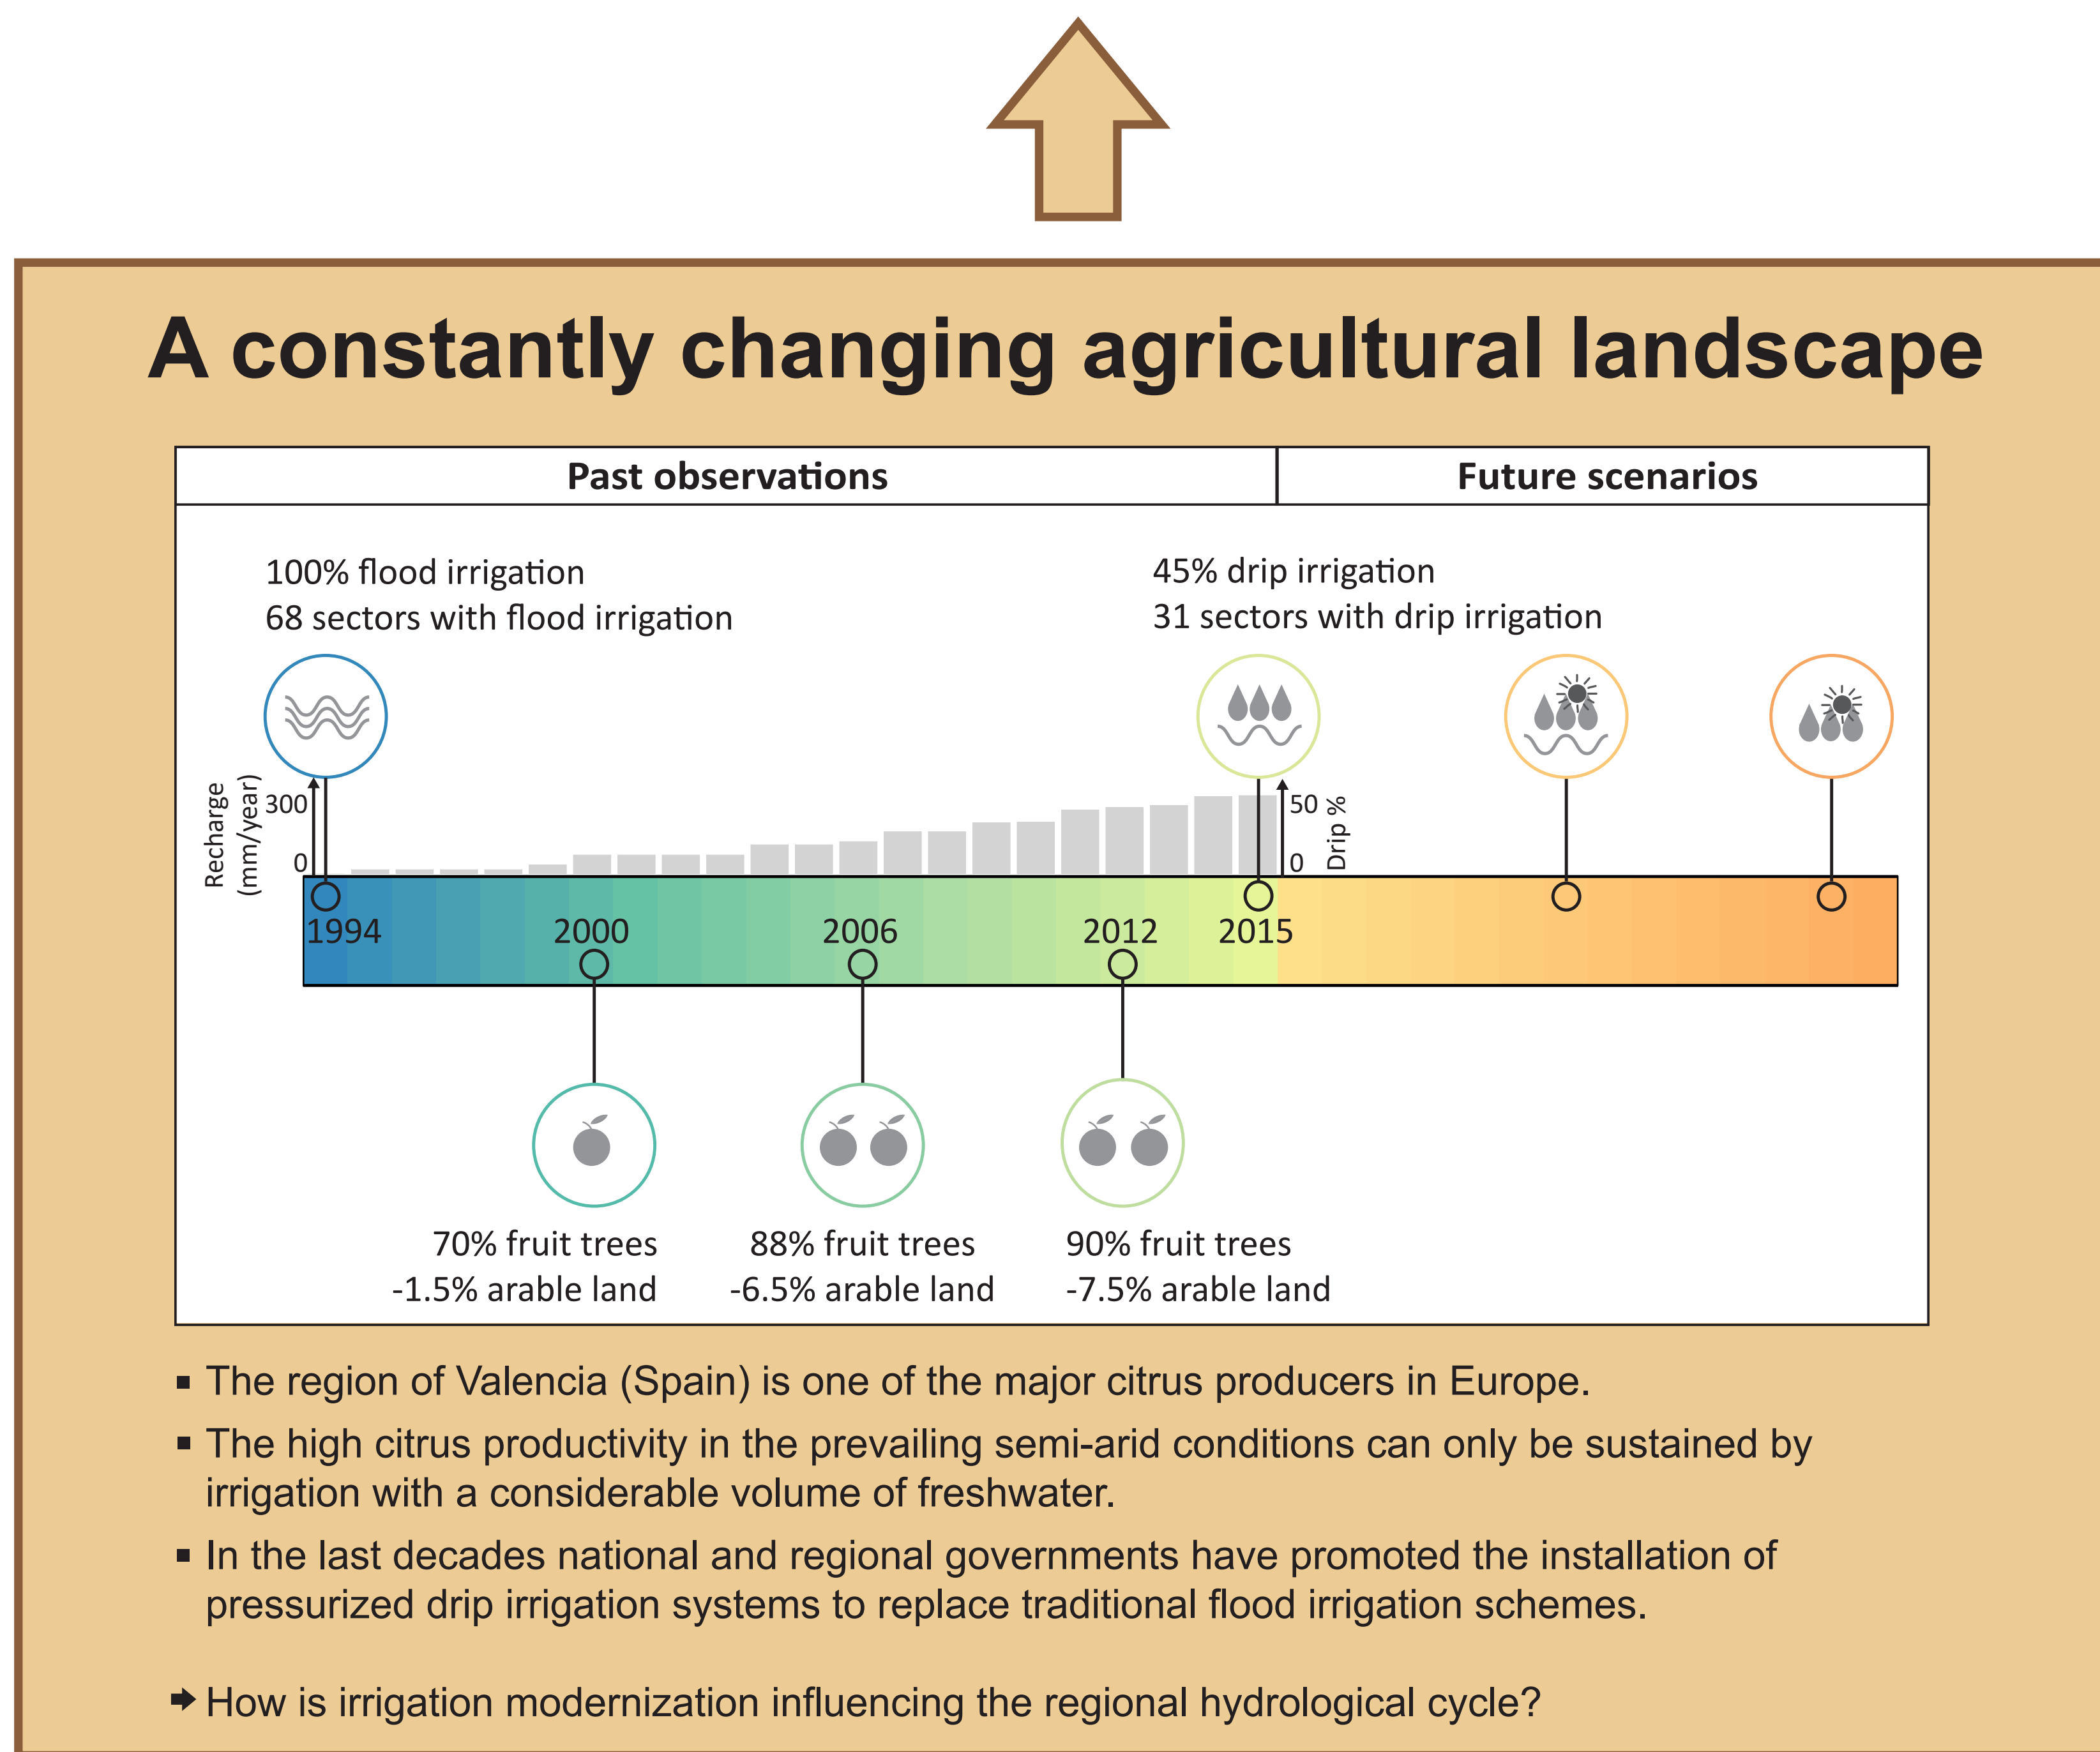 A constantly changing agricultural landscape
Past observations
Future scenarios
100% flood irrigation
68 sectors with flood irrigation
45% drip irrigation
31 sectors with drip irrigation
Recharge
(mm/year)
300
0
50
0
Drip %
1994
2000
2006
2012
2015
70% fruit trees
-1.5% arable land
88% fruit trees
-6.5% arable land
90% fruit trees
-7.5% arable land
▪ The region of Valencia (Spain) is one of the major citrus producers in Europe.
▪ The high citrus productivity in the prevailing semi-arid conditions can only be sustained by
irrigation with a considerable volume of freshwater.
▪ In the last decades national and regional governments have promoted the installation of
pressurized drip irrigation systems to replace traditional flood irrigation schemes.
➨ How is irrigation modernization influencing the regional hydrological cycle?